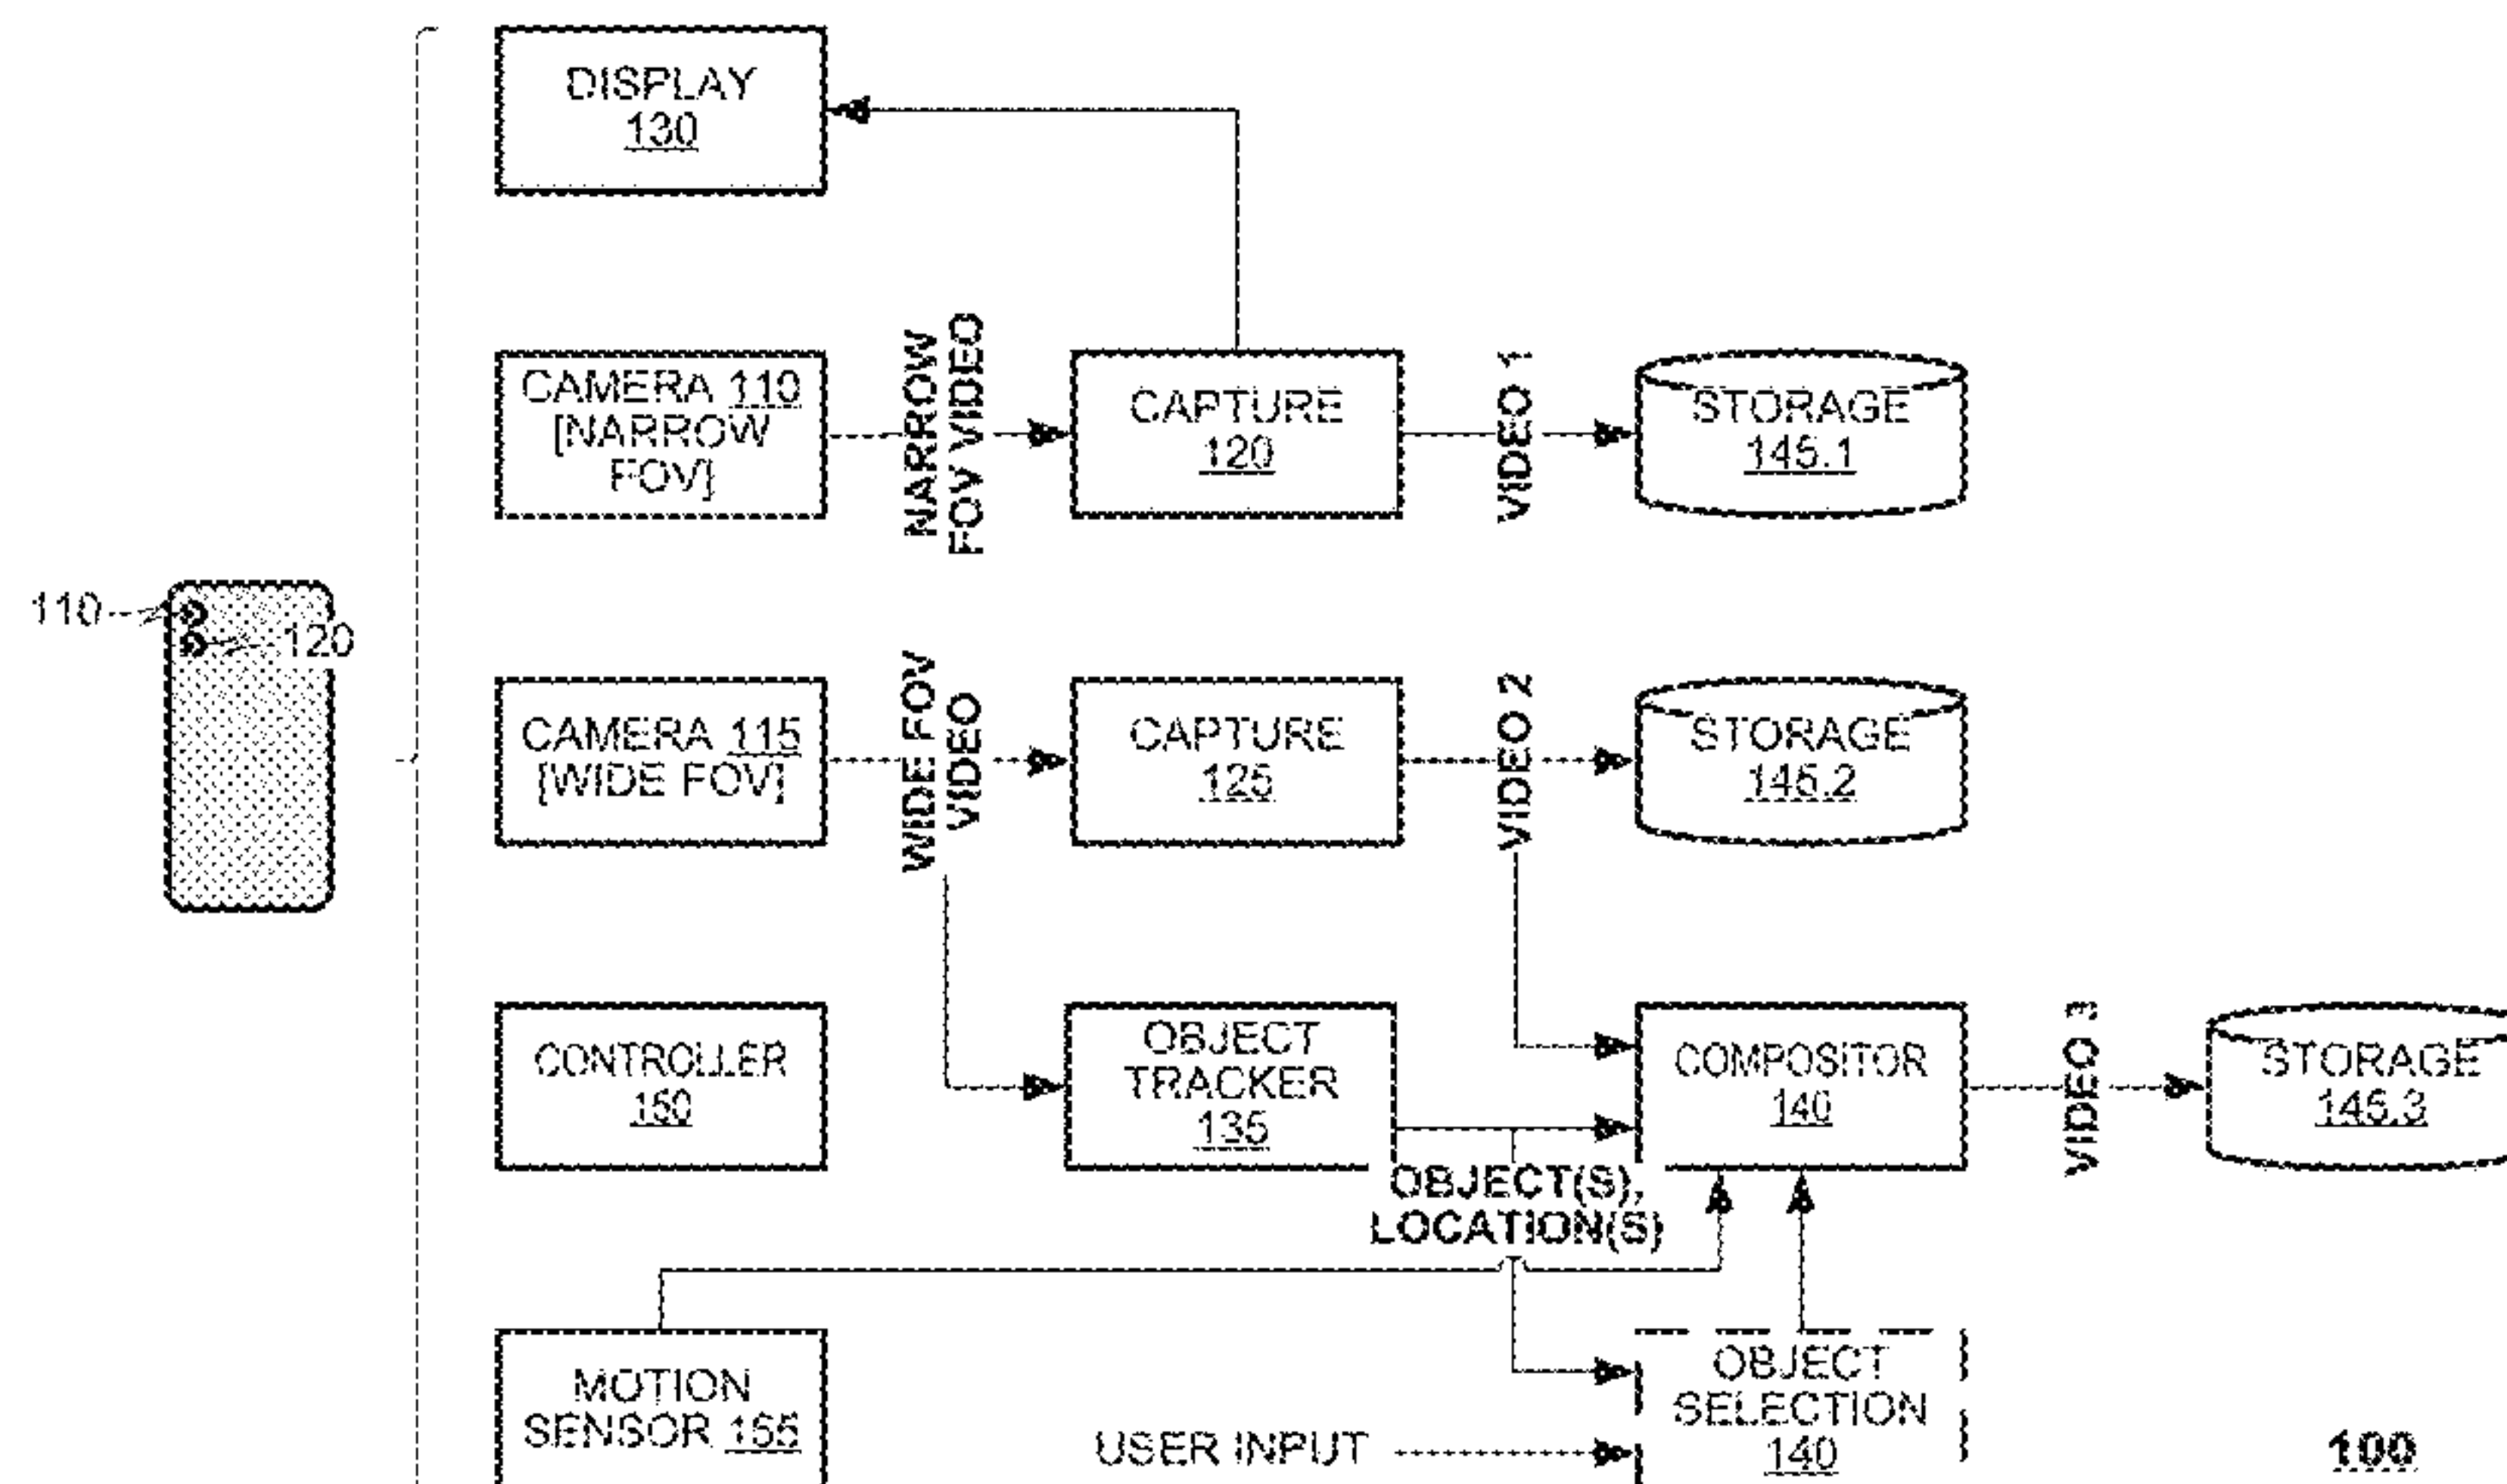 DISPLAY
130
CAMERA 110
[NARROW
FOV]
NARROW
FOV VIDEO
CAPTURE
120
VIDEO 1
STORAGE
145.1
110
120
CAMERA 115
[WIDE FOV]
WIDE FOV
VIDEO
CAPTURE
125
VIDEO 2
STORAGE
145.2
CONTROLLER
150
OBJECT
TRACKER
135
COMPOSITOR
140
VIDEO 3
STORAGE
145.3
OBJECT(S),
LOCATION(S)
MOTION
SENSOR 155
USER INPUT
OBJECT
SELECTION
140
100